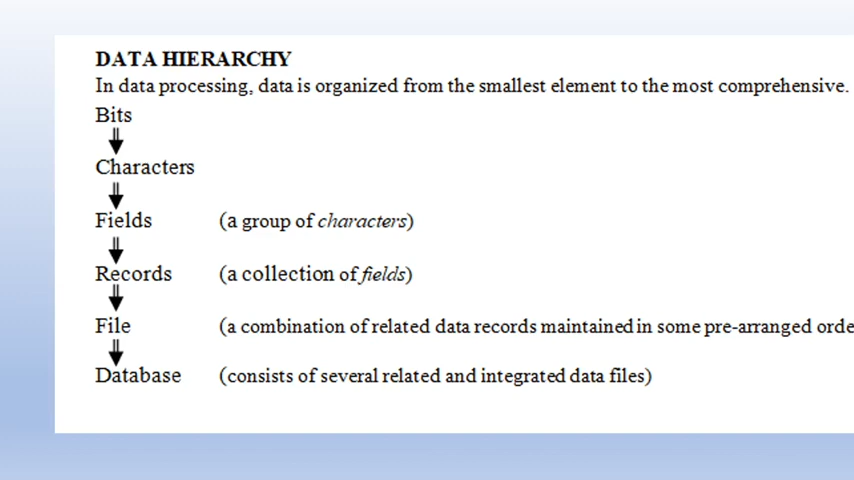 DATA HIERARCHY
In data processing, data is organized from the smallest element to the most comprehensive.
Bits
Characters
Fields (a group of characters)
Records (a collection of fields)
File (a combination of related data records maintained in some pre-arranged orde
Database (consists of several related and integrated data files)